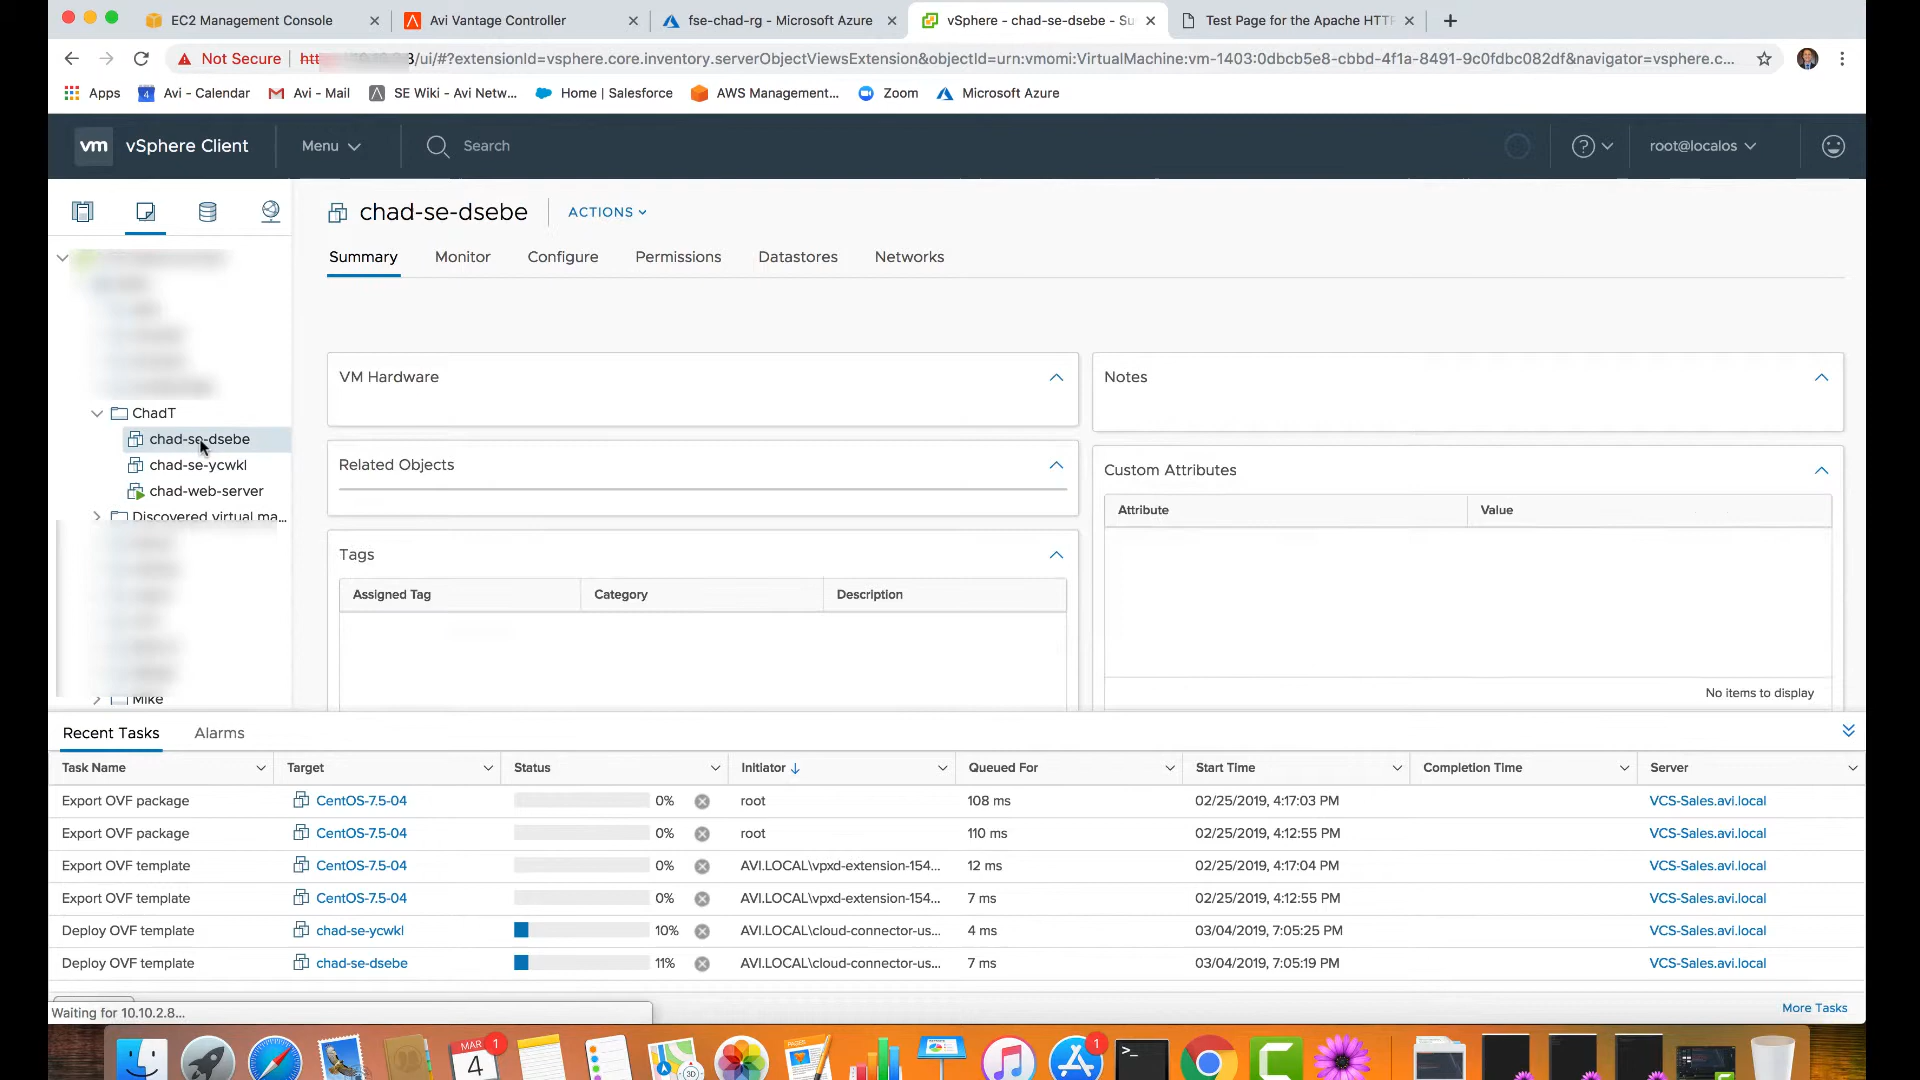 EC2 Management Console
Avi Vantage Controller
fse-chad-rg - Microsoft Azure
vSphere - chad-se-dsebe - Su
Test Page for the Apache HTTP
Not Secure
/ui/#?extensionId=vsphere.core.inventory.serverObjectViewsExtension&objectId=urn:vmomi:VirtualMachine:vm-1403:0dbcb5e8-cbbd-4f1a-8491-9c0fdbc082df&navigator=vsphere.c...
Apps
4
Avi - Calendar
Avi - Mail
SE Wiki - Avi Netw...
Home | Salesforce
AWS Management...
Zoom
Microsoft Azure
vm
vSphere Client
Menu
Search
root@localos
chad-se-dsebe
ACTIONS
Summary
Monitor
Configure
Permissions
Datastores
Networks
ChadT
chad-se-dsebe
chad-se-ycwkl
chad-web-server
Discovered virtual ma...
Mike
VM Hardware
Related Objects
Tags
Assigned Tag
Category
Description
Notes
Custom Attributes
Attribute
Value
No items to display
Recent Tasks
Alarms
Task Name
Target
Status
Initiator
Queued For
Start Time
Completion Time
Server
Export OVF package CentOS-7.5-04 0% root 108 ms 02/25/2019, 4:17:03 PM VCS-Sales.avi.local
Export OVF package CentOS-7.5-04 0% root 110 ms 02/25/2019, 4:12:55 PM VCS-Sales.avi.local
Export OVF template CentOS-7.5-04 0% AVI.LOCAL\vpxd-extension-154... 12 ms 02/25/2019, 4:17:04 PM VCS-Sales.avi.local
Export OVF template CentOS-7.5-04 0% AVI.LOCAL\vpxd-extension-154... 7 ms 02/25/2019, 4:12:55 PM VCS-Sales.avi.local
Deploy OVF template chad-se-ycwkl 10% AVI.LOCAL\cloud-connector-us... 4 ms 03/04/2019, 7:05:25 PM VCS-Sales.avi.local
Deploy OVF template chad-se-dsebe 11% AVI.LOCAL\cloud-connector-us... 7 ms 03/04/2019, 7:05:19 PM VCS-Sales.avi.local
More Tasks
Waiting for 10.10.2.8...
MAR
4
1
3D
1